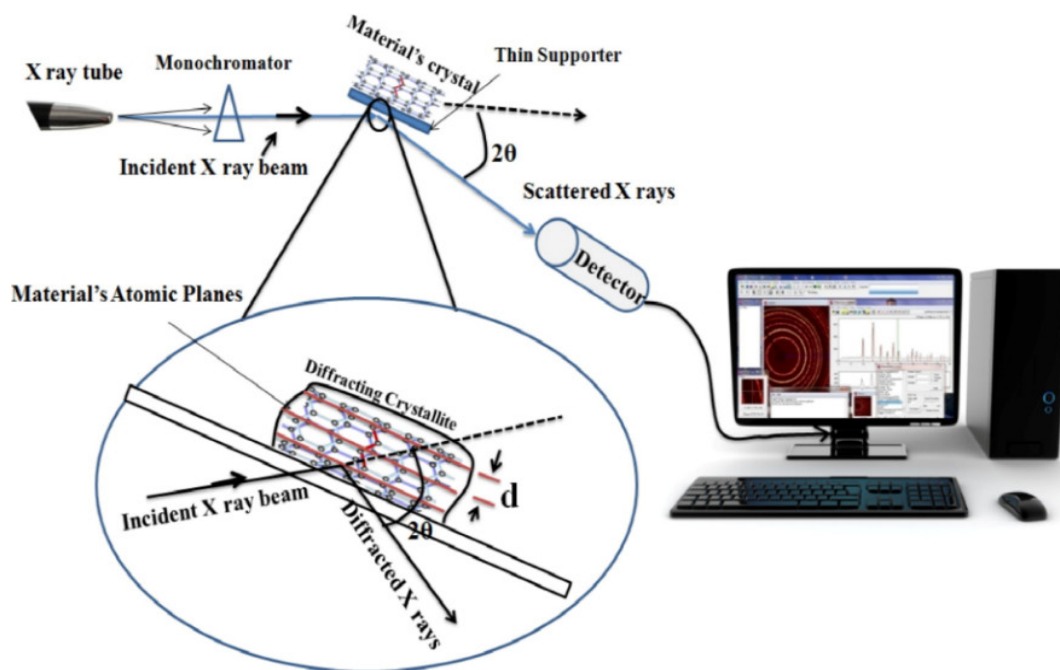 Material's crystal
Thin Supporter
Monochromator
X ray tube
Incident X ray beam
2θ
Scattered X rays
Detector
Material's Atomic Planes
Diffracting Crystallite
d
Incident X ray beam
2θ
Diffracted X rays